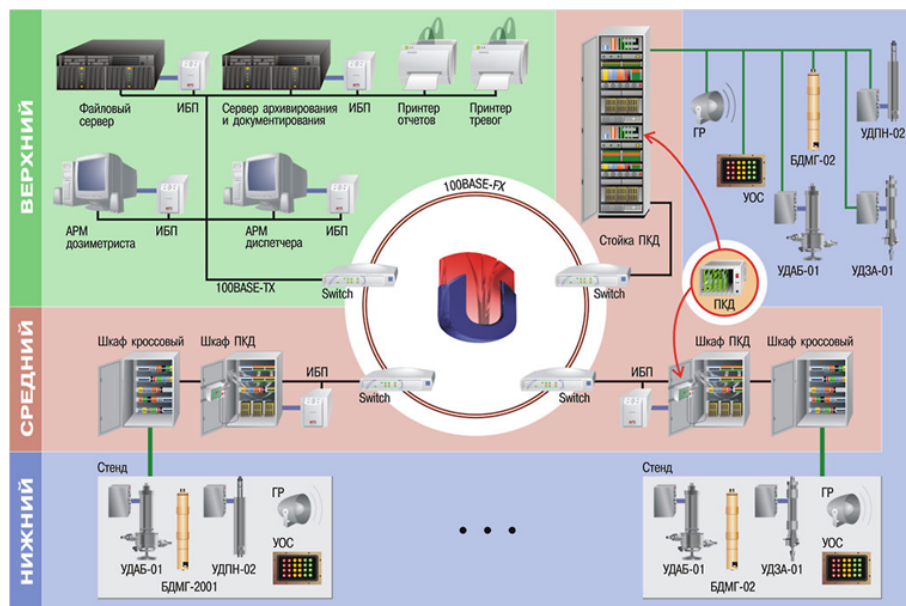 ВЕРХНИЙ
Файловый
сервер
ИБП
Сервер архивирования
и документирования
ИБП
Принтер
отчетов
Принтер
тревог
АРМ
дозиметриста
ИБП
АРМ
диспетчера
ИБП
100BASE-TX
Switch
100BASE-FX
Switch
Стойка ПКД
ПКД
ГР
УОС
БДМГ-02
УДПН-02
УДАБ-01
УДЗА-01
СРЕДНИЙ
Шкаф кроссовый
Шкаф ПКД
ИБП
Switch
Switch
ИБП
Шкаф ПКД
Шкаф кроссовый
НИЖНИЙ
Стенд
УДАБ-01
БДМГ-2001
УДПН-02
ГР
УОС
Стенд
УДАБ-01
БДМГ-02
УДЗА-01
ГР
УОС